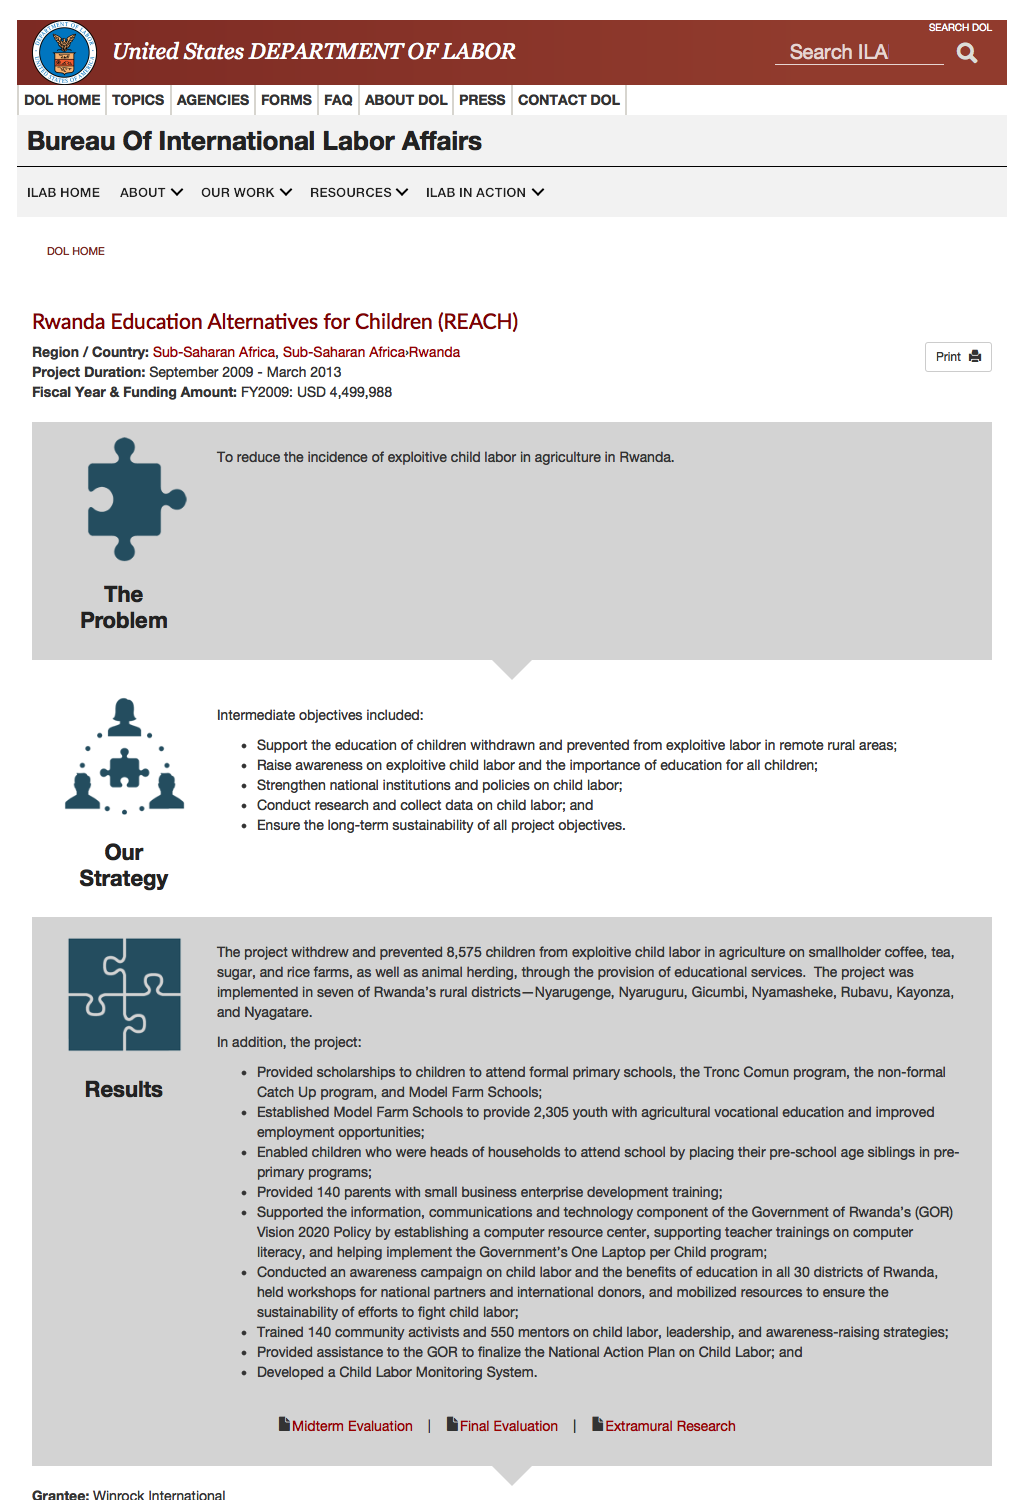 SEARCH DOL
United States DEPARTMENT OF LABOR
Search ILA
DOL HOME
TOPICS
AGENCIES
FORMS
FAQ
ABOUT DOL
PRESS
CONTACT DOL
Bureau Of International Labor Affairs
ILAB HOME
ABOUT
OUR WORK
RESOURCES
ILAB IN ACTION
DOL HOME
Rwanda Education Alternatives for Children (REACH)
Region / Country: Sub-Saharan Africa, Sub-Saharan Africa›Rwanda
Print
Project Duration: September 2009 - March 2013
Fiscal Year & Funding Amount: FY2009: USD 4,499,988
The
Problem
To reduce the incidence of exploitive child labor in agriculture in Rwanda.
Our
Strategy
Intermediate objectives included:
• Support the education of children withdrawn and prevented from exploitive labor in remote rural areas;
• Raise awareness on exploitive child labor and the importance of education for all children;
• Strengthen national institutions and policies on child labor;
• Conduct research and collect data on child labor; and
• Ensure the long-term sustainability of all project objectives.
Results
The project withdrew and prevented 8,575 children from exploitive child labor in agriculture on smallholder coffee, tea,
sugar, and rice farms, as well as animal herding, through the provision of educational services.  The project was
implemented in seven of Rwanda's rural districts—Nyarugenge, Nyaruguru, Gicumbi, Nyamasheke, Rubavu, Kayonza,
and Nyagatare.
In addition, the project:
• Provided scholarships to children to attend formal primary schools, the Tronc Comun program, the non-formal
Catch Up program, and Model Farm Schools;
• Established Model Farm Schools to provide 2,305 youth with agricultural vocational education and improved
employment opportunities;
• Enabled children who were heads of households to attend school by placing their pre-school age siblings in pre-
primary programs;
• Provided 140 parents with small business enterprise development training;
• Supported the information, communications and technology component of the Government of Rwanda's (GOR)
Vision 2020 Policy by establishing a computer resource center, supporting teacher trainings on computer
literacy, and helping implement the Government's One Laptop per Child program;
• Conducted an awareness campaign on child labor and the benefits of education in all 30 districts of Rwanda,
held workshops for national partners and international donors, and mobilized resources to ensure the
sustainability of efforts to fight child labor;
• Trained 140 community activists and 550 mentors on child labor, leadership, and awareness-raising strategies;
• Provided assistance to the GOR to finalize the National Action Plan on Child Labor; and
• Developed a Child Labor Monitoring System.
Midterm Evaluation | Final Evaluation | Extramural Research
Grantee: Winrock International